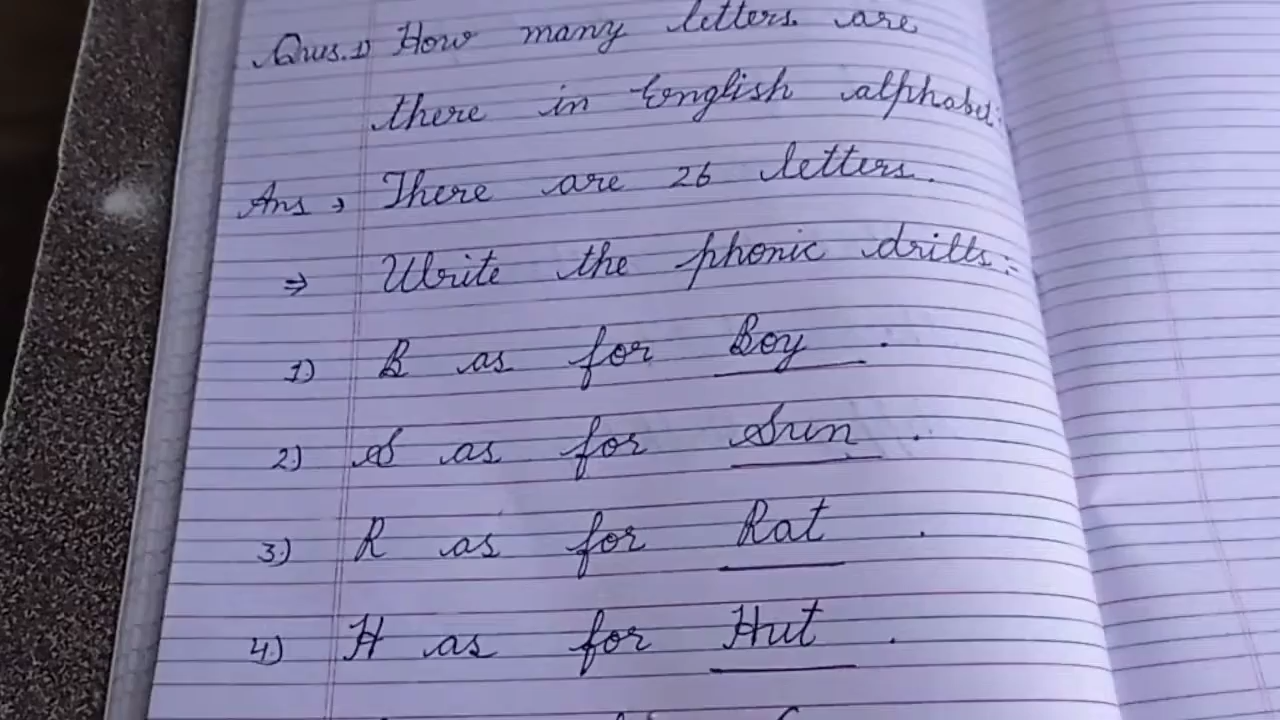 Qus.1) How many letters are
there in English alphabet:
Ans → There are 26 letters.
⇒ Write the phonic drills:-
1) B as for Boy .
2) S as for Sun .
3) R as for Rat .
4) H as for Hut .